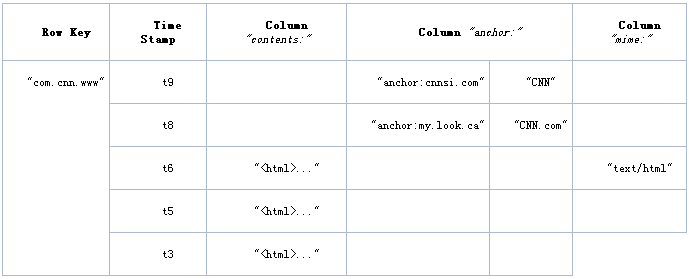 Row Key Time Stamp Column "contents:" Column "anchor:" Column "mime:"
"com.cnn.www" t9 "anchor:cnnsi.com" "CNN"
t8 "anchor:my.look.ca" "CNN.com"
t6 "<html>..." "text/html"
t5 "<html>..."
t3 "<html>..."